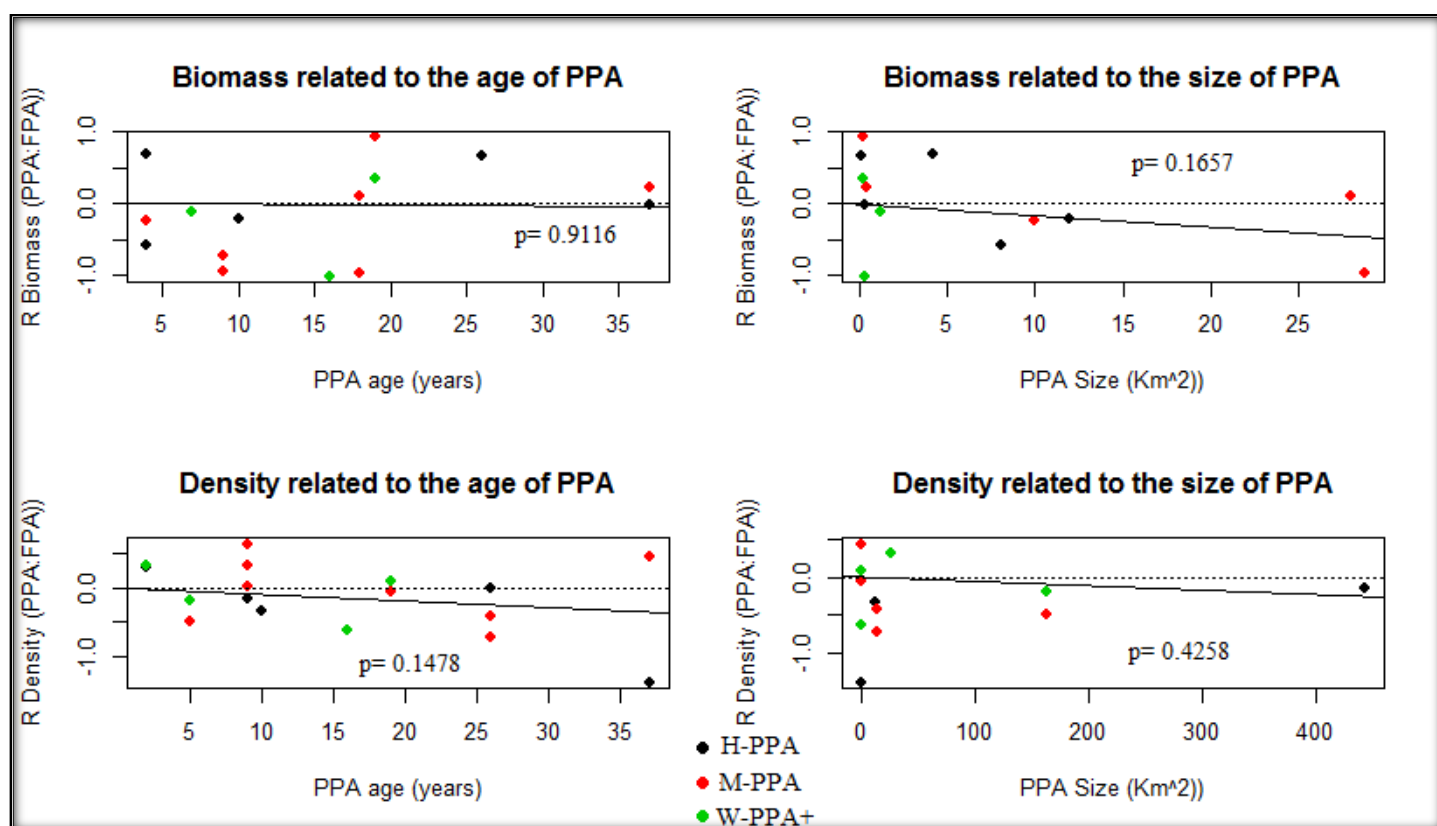 Biomass related to the age of PPA
R Biomass (PPA:FPA))
1.0
0.0
-1.0
p= 0.9116
5 10 15 20 25 30 35
PPA age (years)
Biomass related to the size of PPA
R Biomass (PPA:FPA))
1.0
0.0
-1.0
p= 0.1657
0 5 10 15 20 25
PPA Size (Km^2))
Density related to the age of PPA
R Density (PPA:FPA))
0.0
-1.0
p= 0.1478
5 10 15 20 25 30 35
PPA age (years)
Density related to the size of PPA
R Density (PPA:FPA))
0.0
-1.0
p= 0.4258
0 100 200 300 400
PPA Size (Km^2))
H-PPA
M-PPA
W-PPA+